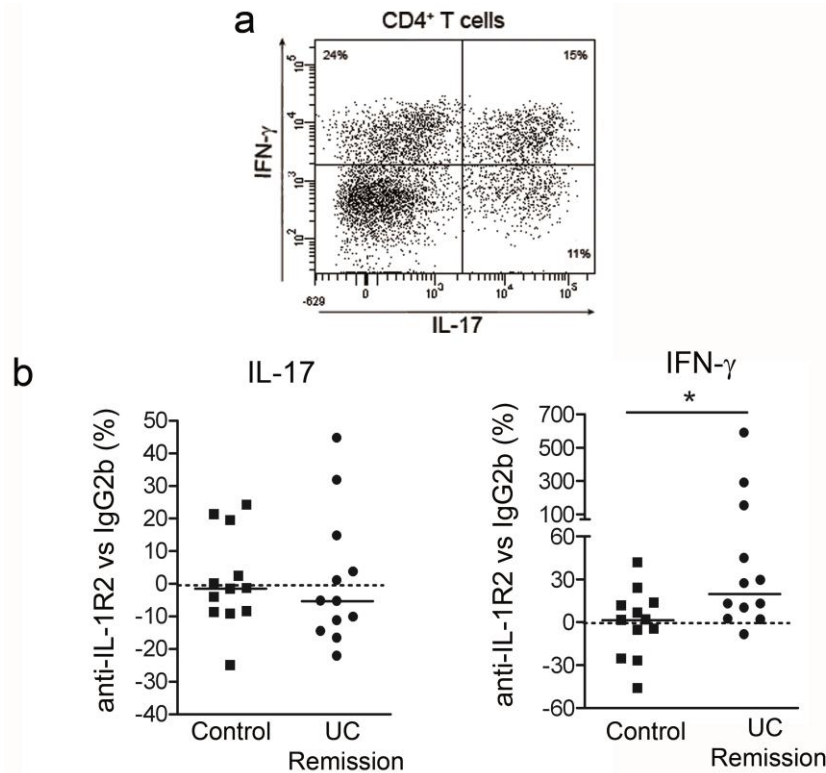 a
CD4⁺ T cells
24%
15%
11%
10⁵
10⁴
10³
10²
IFN-γ
-629
0
10³
10⁴
10⁵
IL-17
b
IL-17
anti-IL-1R2 vs IgG2b (%)
50
40
30
20
10
0
-10
-20
-30
-40
Control
UC
Remission
IFN-γ
*
anti-IL-1R2 vs IgG2b (%)
700
500
300
100
60
30
0
-30
-60
Control
UC
Remission